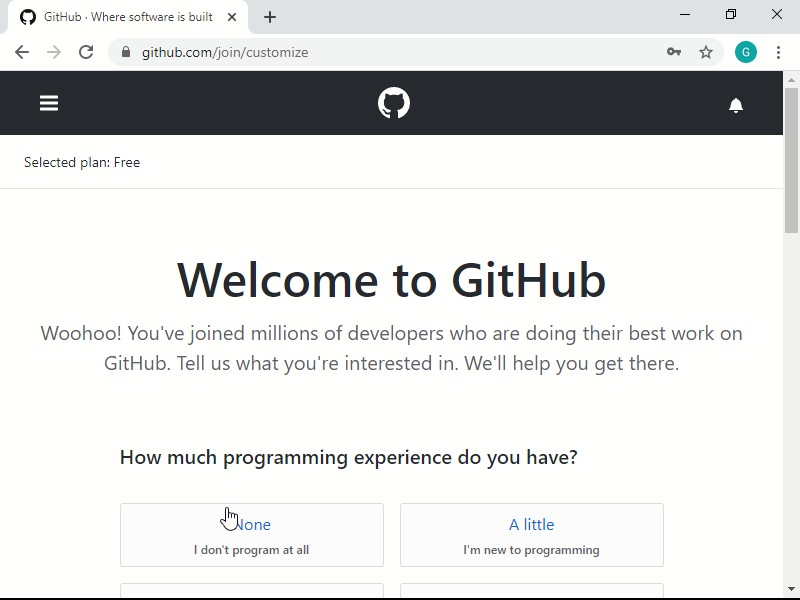 GitHub · Where software is built
github.com/join/customize
G
Selected plan: Free
Welcome to GitHub
Woohoo! You've joined millions of developers who are doing their best work on
GitHub. Tell us what you're interested in. We'll help you get there.
How much programming experience do you have?
None
I don't program at all
A little
I'm new to programming